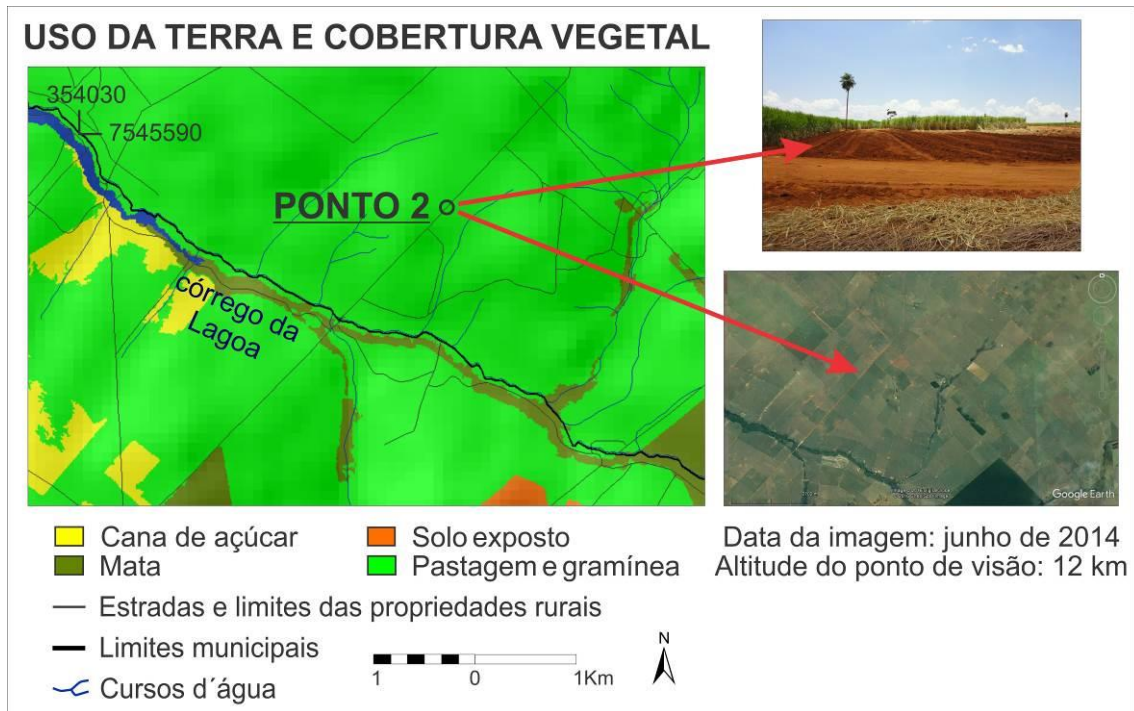 USO DA TERRA E COBERTURA VEGETAL
354030
7545590
PONTO 2
córrego da
Lagoa
Google Earth
Cana de açúcar
Solo exposto
Mata
Pastagem e gramínea
Data da imagem: junho de 2014
Altitude do ponto de visão: 12 km
Estradas e limites das propriedades rurais
Limites municipais
Cursos d´água
1 0 1Km
N